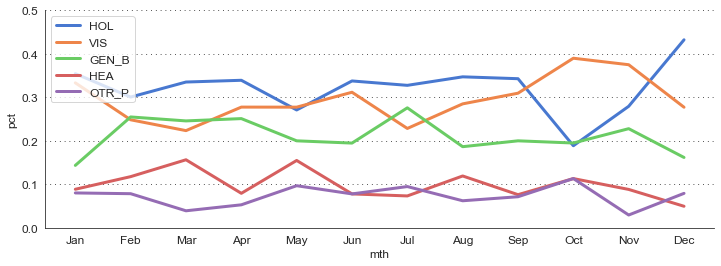 0.5
0.4
0.3
0.2
0.1
0.0
pct
HOL
VIS
GEN_B
HEA
OTR_P
Jan Feb Mar Apr May Jun Jul Aug Sep Oct Nov Dec
mth